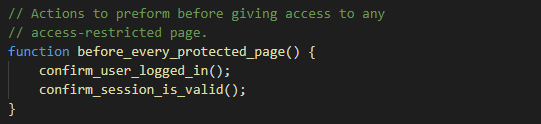 // Actions to preform before giving access to any
// access-restricted page.
function before_every_protected_page() {
    confirm_user_logged_in();
    confirm_session_is_valid();
}